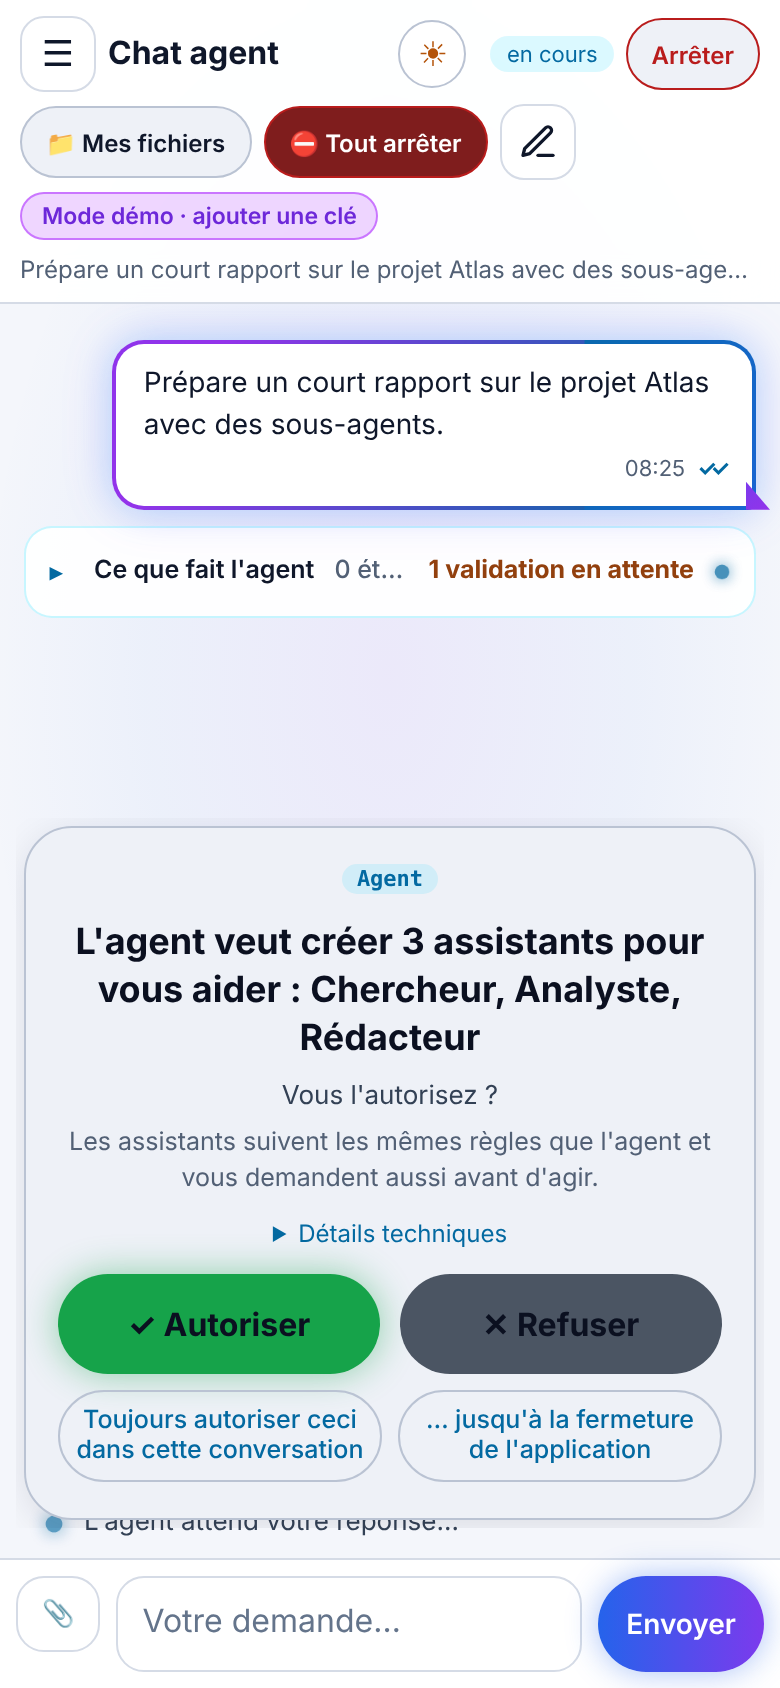 ☰ Chat agent ☀ en cours Arrêter
📁 Mes fichiers ⛔ Tout arrêter
Mode démo · ajouter une clé
Prépare un court rapport sur le projet Atlas avec des sous-age...
Prépare un court rapport sur le projet Atlas
avec des sous-agents.
08:25
▶ Ce que fait l'agent 0 ét... 1 validation en attente
Agent
L'agent veut créer 3 assistants pour
vous aider : Chercheur, Analyste,
Rédacteur
Vous l'autorisez ?
Les assistants suivent les mêmes règles que l'agent et
vous demandent aussi avant d'agir.
▶ Détails techniques
✓ Autoriser ✕ Refuser
Toujours autoriser ceci
dans cette conversation
... jusqu'à la fermeture
de l'application
L'agent attend votre réponse...
📎 Votre demande... Envoyer